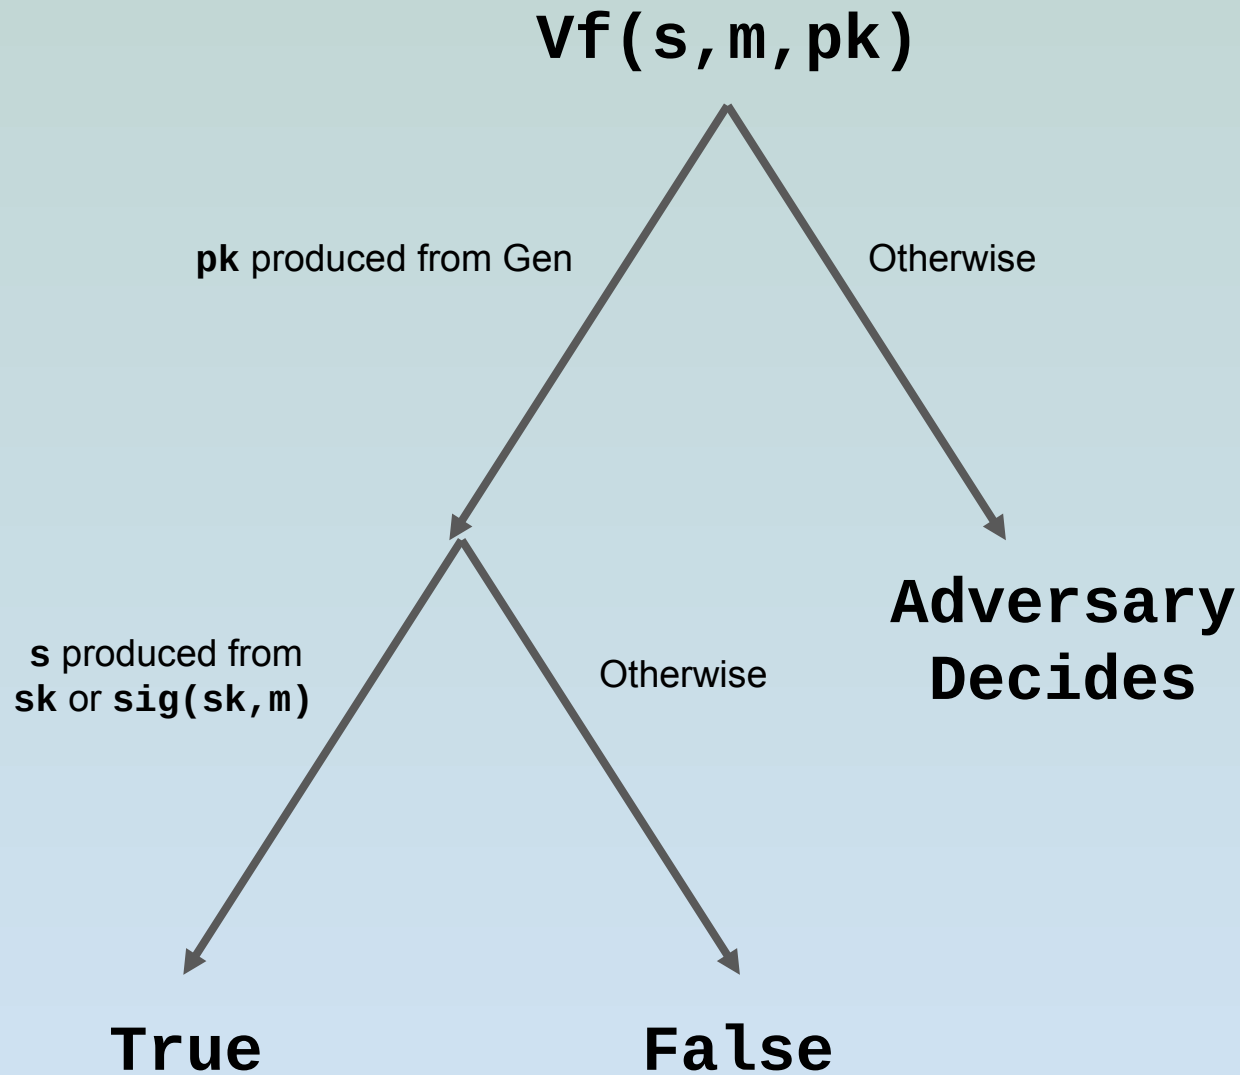 Vf(s,m,pk)
pk produced from Gen
Otherwise
s produced from
sk or sig(sk,m)
Otherwise
Adversary
Decides
True
False